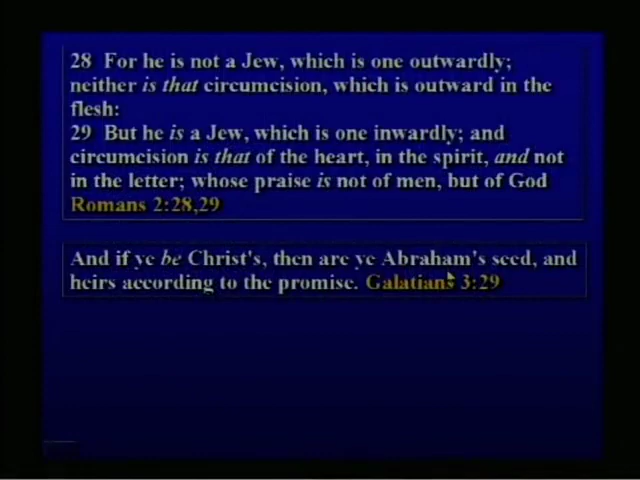 28 For he is not a Jew, which is one outwardly;
neither is that circumcision, which is outward in the
flesh:
29 But he is a Jew, which is one inwardly; and
circumcision is that of the heart, in the spirit, and not
in the letter; whose praise is not of men, but of God
Romans 2:28,29
And if ye be Christ's, then are ye Abraham's seed, and
heirs according to the promise. Galatians 3:29